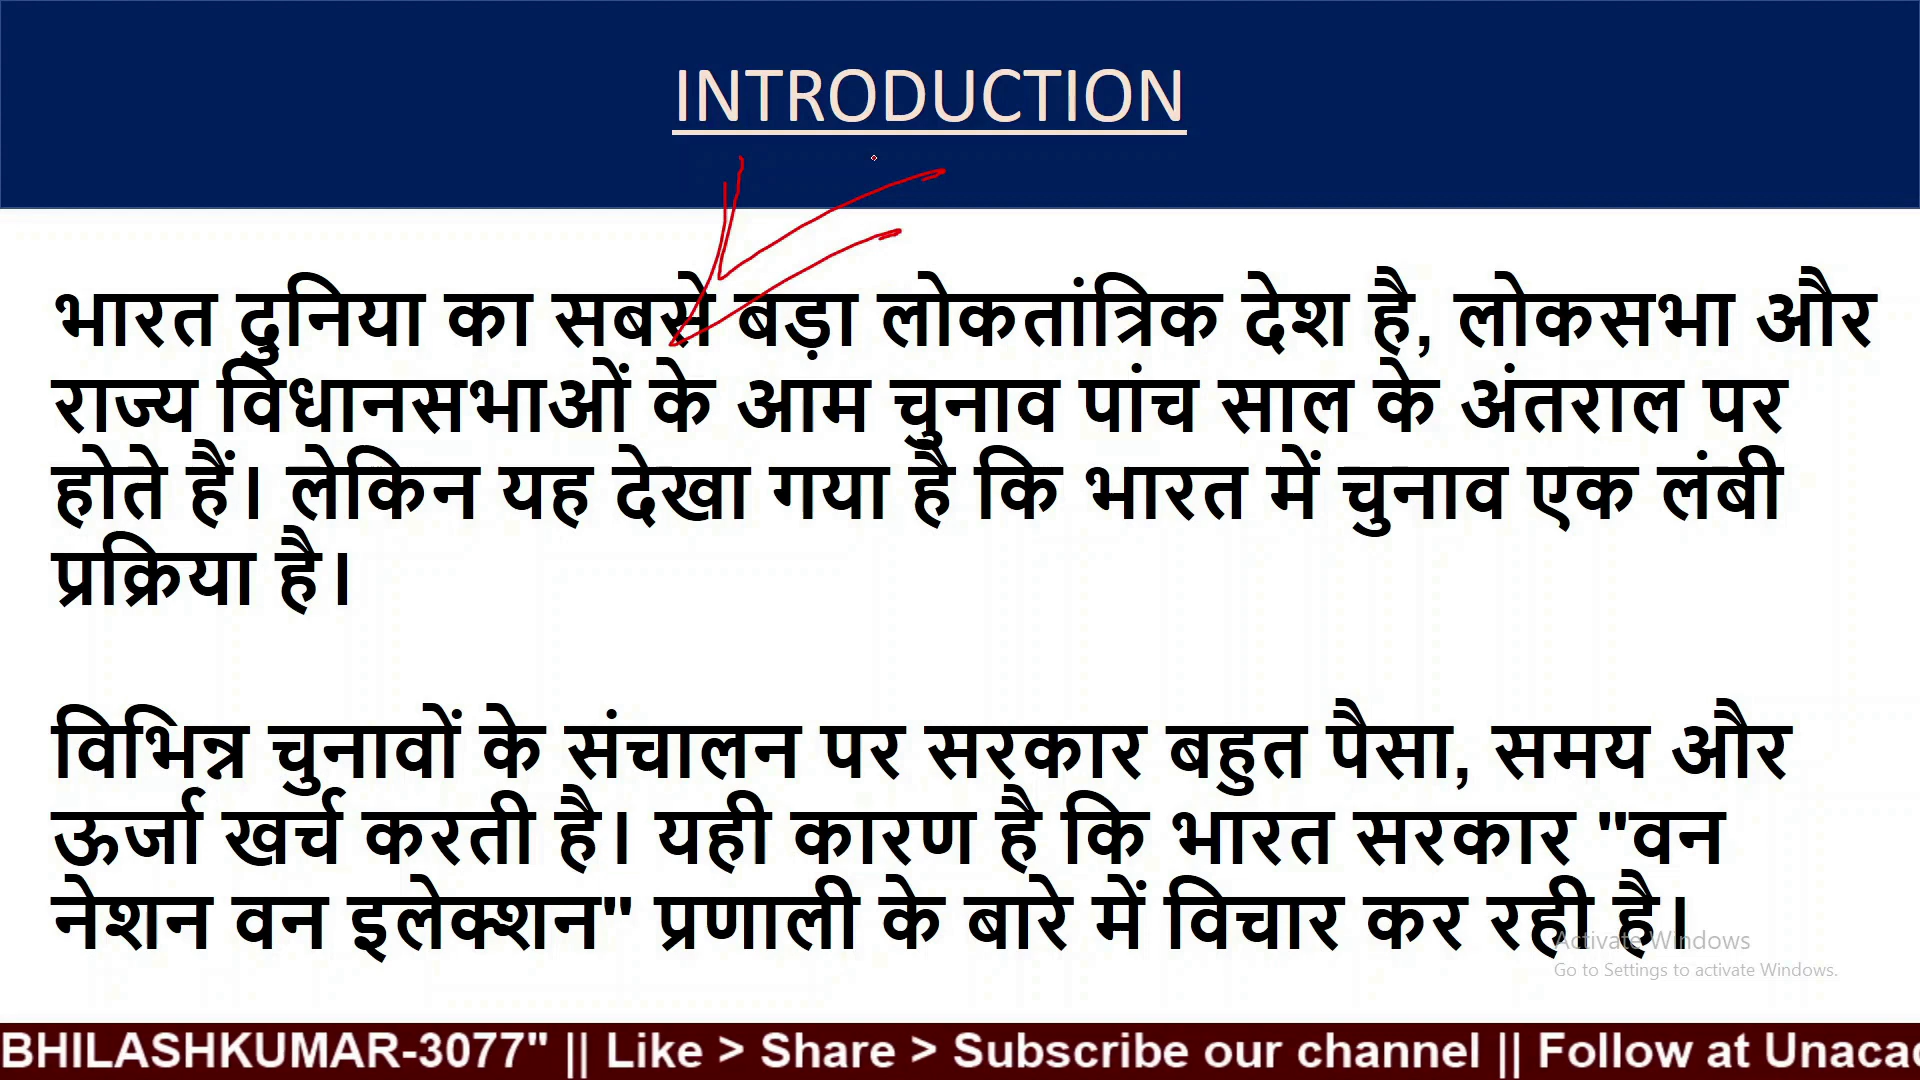 INTRODUCTION
भारत दुनिया का सबसे बड़ा लोकतांत्रिक देश है, लोकसभा और
राज्य विधानसभाओं के आम चुनाव पांच साल के अंतराल पर
होते हैं। लेकिन यह देखा गया है कि भारत में चुनाव एक लंबी
प्रक्रिया है।
विभिन्न चुनावों के संचालन पर सरकार बहुत पैसा, समय और
ऊर्जा खर्च करती है। यही कारण है कि भारत सरकार "वन
नेशन वन इलेक्शन" प्रणाली के बारे में विचार कर रही है।
Activate Windows
Go to Settings to activate Windows.
BHILASHKUMAR-3077" || Like > Share > Subscribe our channel || Follow at Unacad